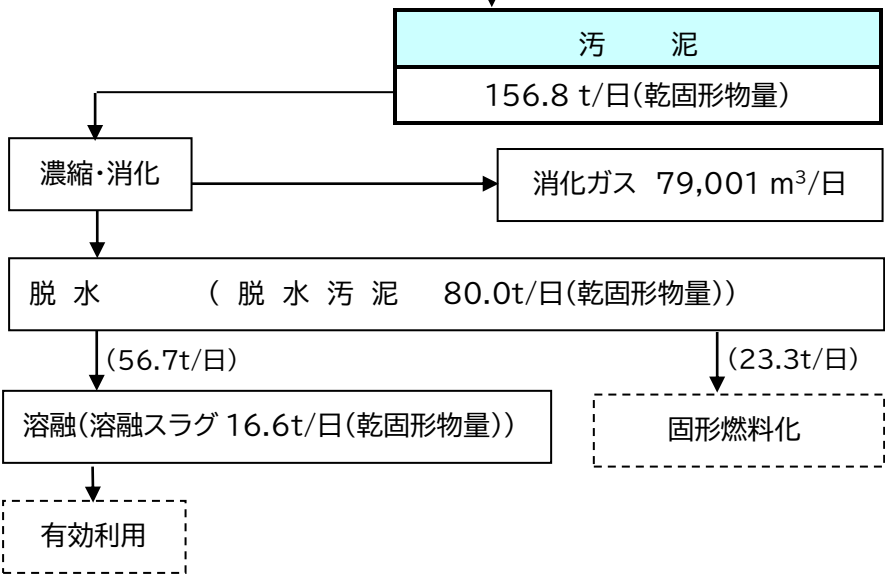 汚　　泥
156.8 t/日(乾固形物量)
濃縮・消化
消化ガス 79,001 m³/日
脱 水 ( 脱 水 汚 泥 80.0t/日(乾固形物量))
(56.7t/日)
(23.3t/日)
溶融(溶融スラグ 16.6t/日(乾固形物量))
固形燃料化
有効利用